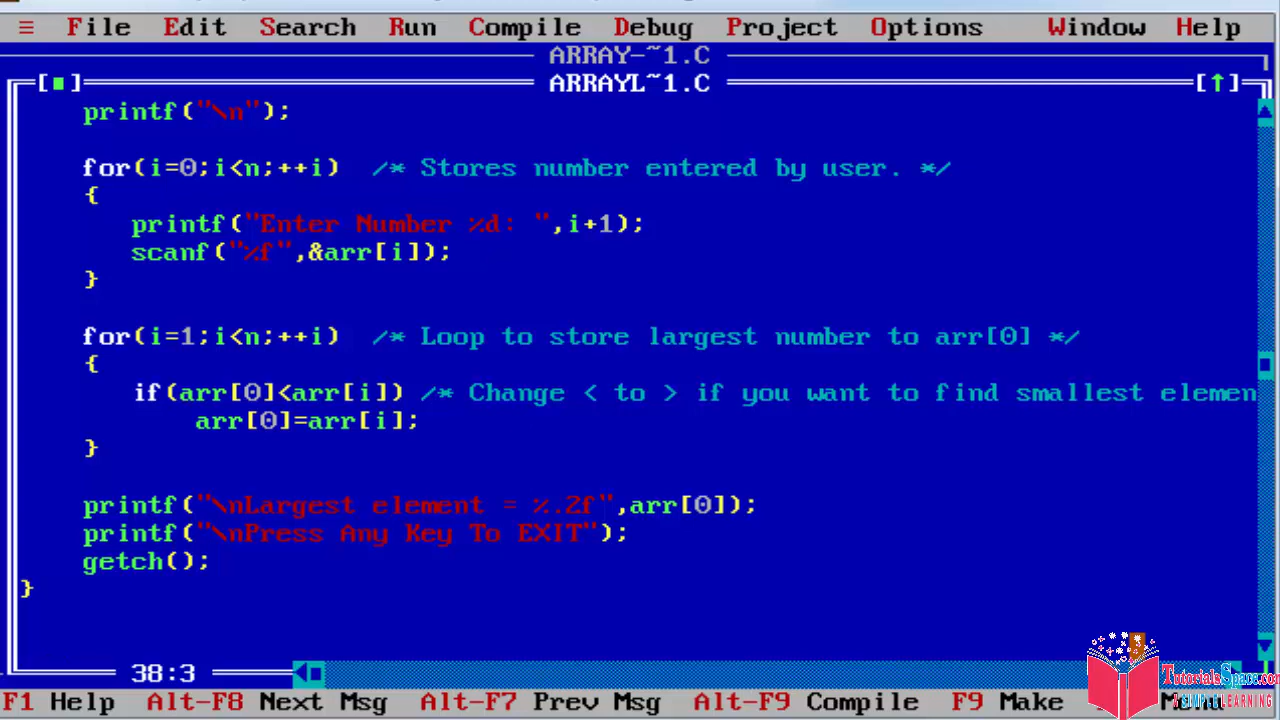 ≡ File Edit Search Run Compile Debug Project Options Window Help
ARRAY-~1.C
[■] ARRAYL~1.C [↑]
printf("\n");
for(i=0;i<n;++i) /* Stores number entered by user. */
{
printf("Enter Number %d: ",i+1);
scanf("%f",&arr[i]);
}
for(i=1;i<n;++i) /* Loop to store largest number to arr[0] */
{
if(arr[0]<arr[i]) /* Change < to > if you want to find smallest elemen
arr[0]=arr[i];
}
printf("\nLargest element = %.2f",arr[0]);
printf("\nPress Any Key To EXIT");
getch();
}
38:3
F1 Help Alt-F8 Next Msg Alt-F7 Prev Msg Alt-F9 Compile F9 Make
TutorialsSpace.com
SIMPLE LEARNING